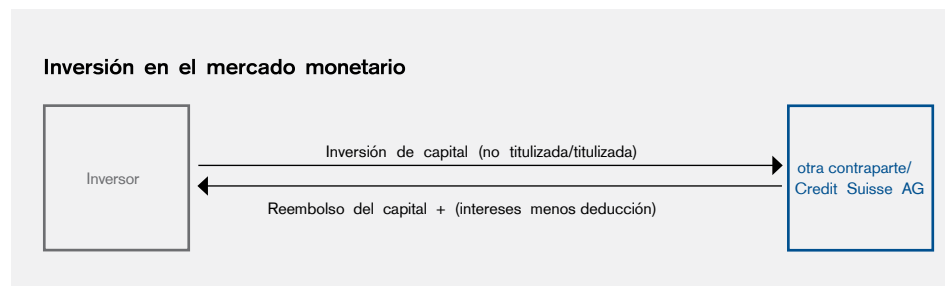 Inversión en el mercado monetario
Inversión de capital (no titulizada/titulizada)
Inversor
otra contraparte/
Credit Suisse AG
Reembolso del capital + (intereses menos deducción)